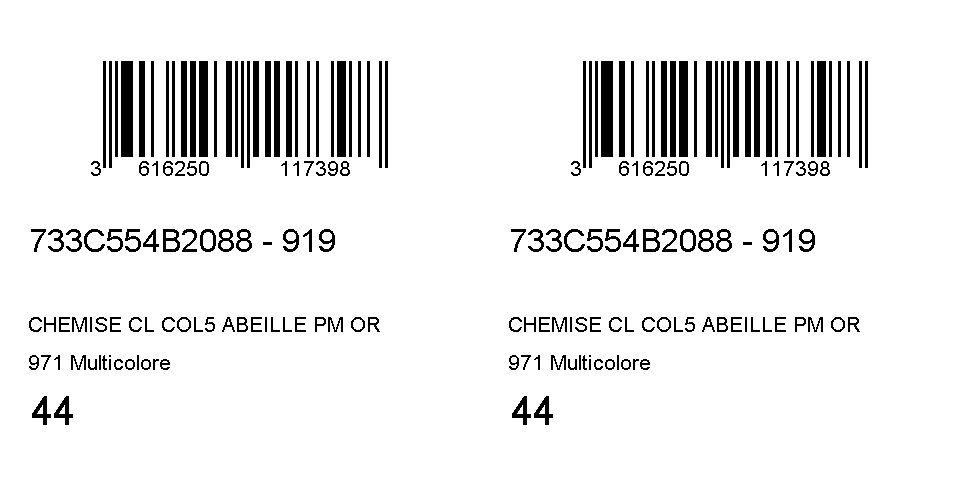 3 616250 117398
733C554B2088 - 919
CHEMISE CL COL5 ABEILLE PM OR
971 Multicolore
44
3 616250 117398
733C554B2088 - 919
CHEMISE CL COL5 ABEILLE PM OR
971 Multicolore
44